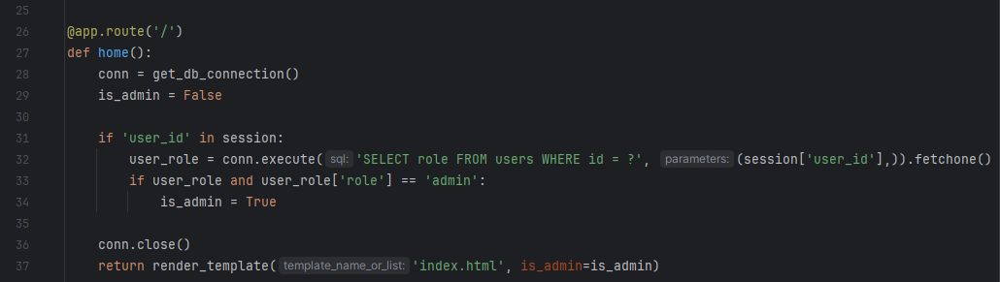 25
26 @app.route('/')
27 def home():
28     conn = get_db_connection()
29     is_admin = False
30
31     if 'user_id' in session:
32         user_role = conn.execute( sql: 'SELECT role FROM users WHERE id = ?', parameters: (session['user_id'],)).fetchone()
33         if user_role and user_role['role'] == 'admin':
34             is_admin = True
35
36     conn.close()
37     return render_template( template_name_or_list: 'index.html', is_admin=is_admin)